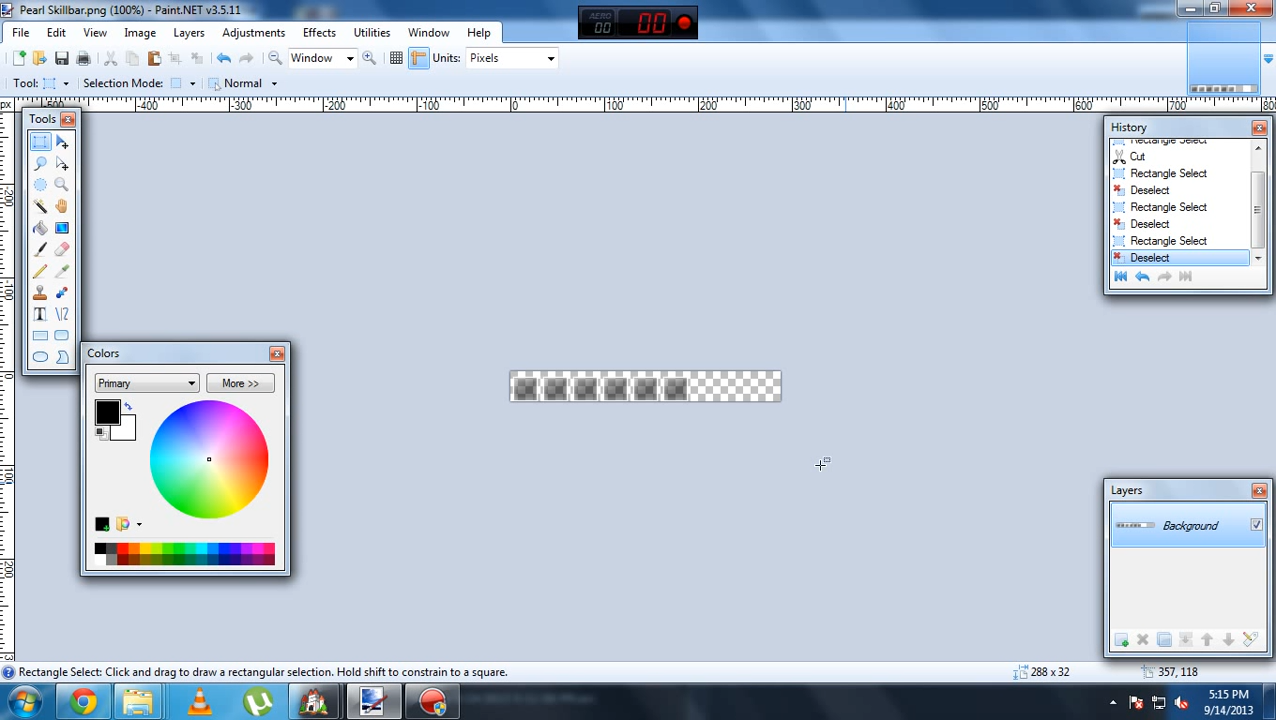 Pearl Skillbar.png (100%) - Paint.NET v3.5.11
AERO
00
00
File Edit View Image Layers Adjustments Effects Utilities Window Help
Window Units: Pixels
Tool: Selection Mode: Normal
px -500 -400 -300 -200 -100 0 100 200 300 400 500 600 700 800
Tools
History
Rectangle Select
Cut
Rectangle Select
Deselect
Rectangle Select
Deselect
Rectangle Select
Deselect
Colors
Primary More >>
Layers
Background
Rectangle Select: Click and drag to draw a rectangular selection. Hold shift to constrain to a square.
288 x 32 357, 118
5:15 PM
9/14/2013